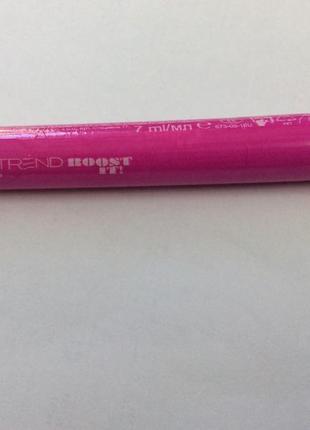 7 ml/мл ℮
TREND BOOST
IT!